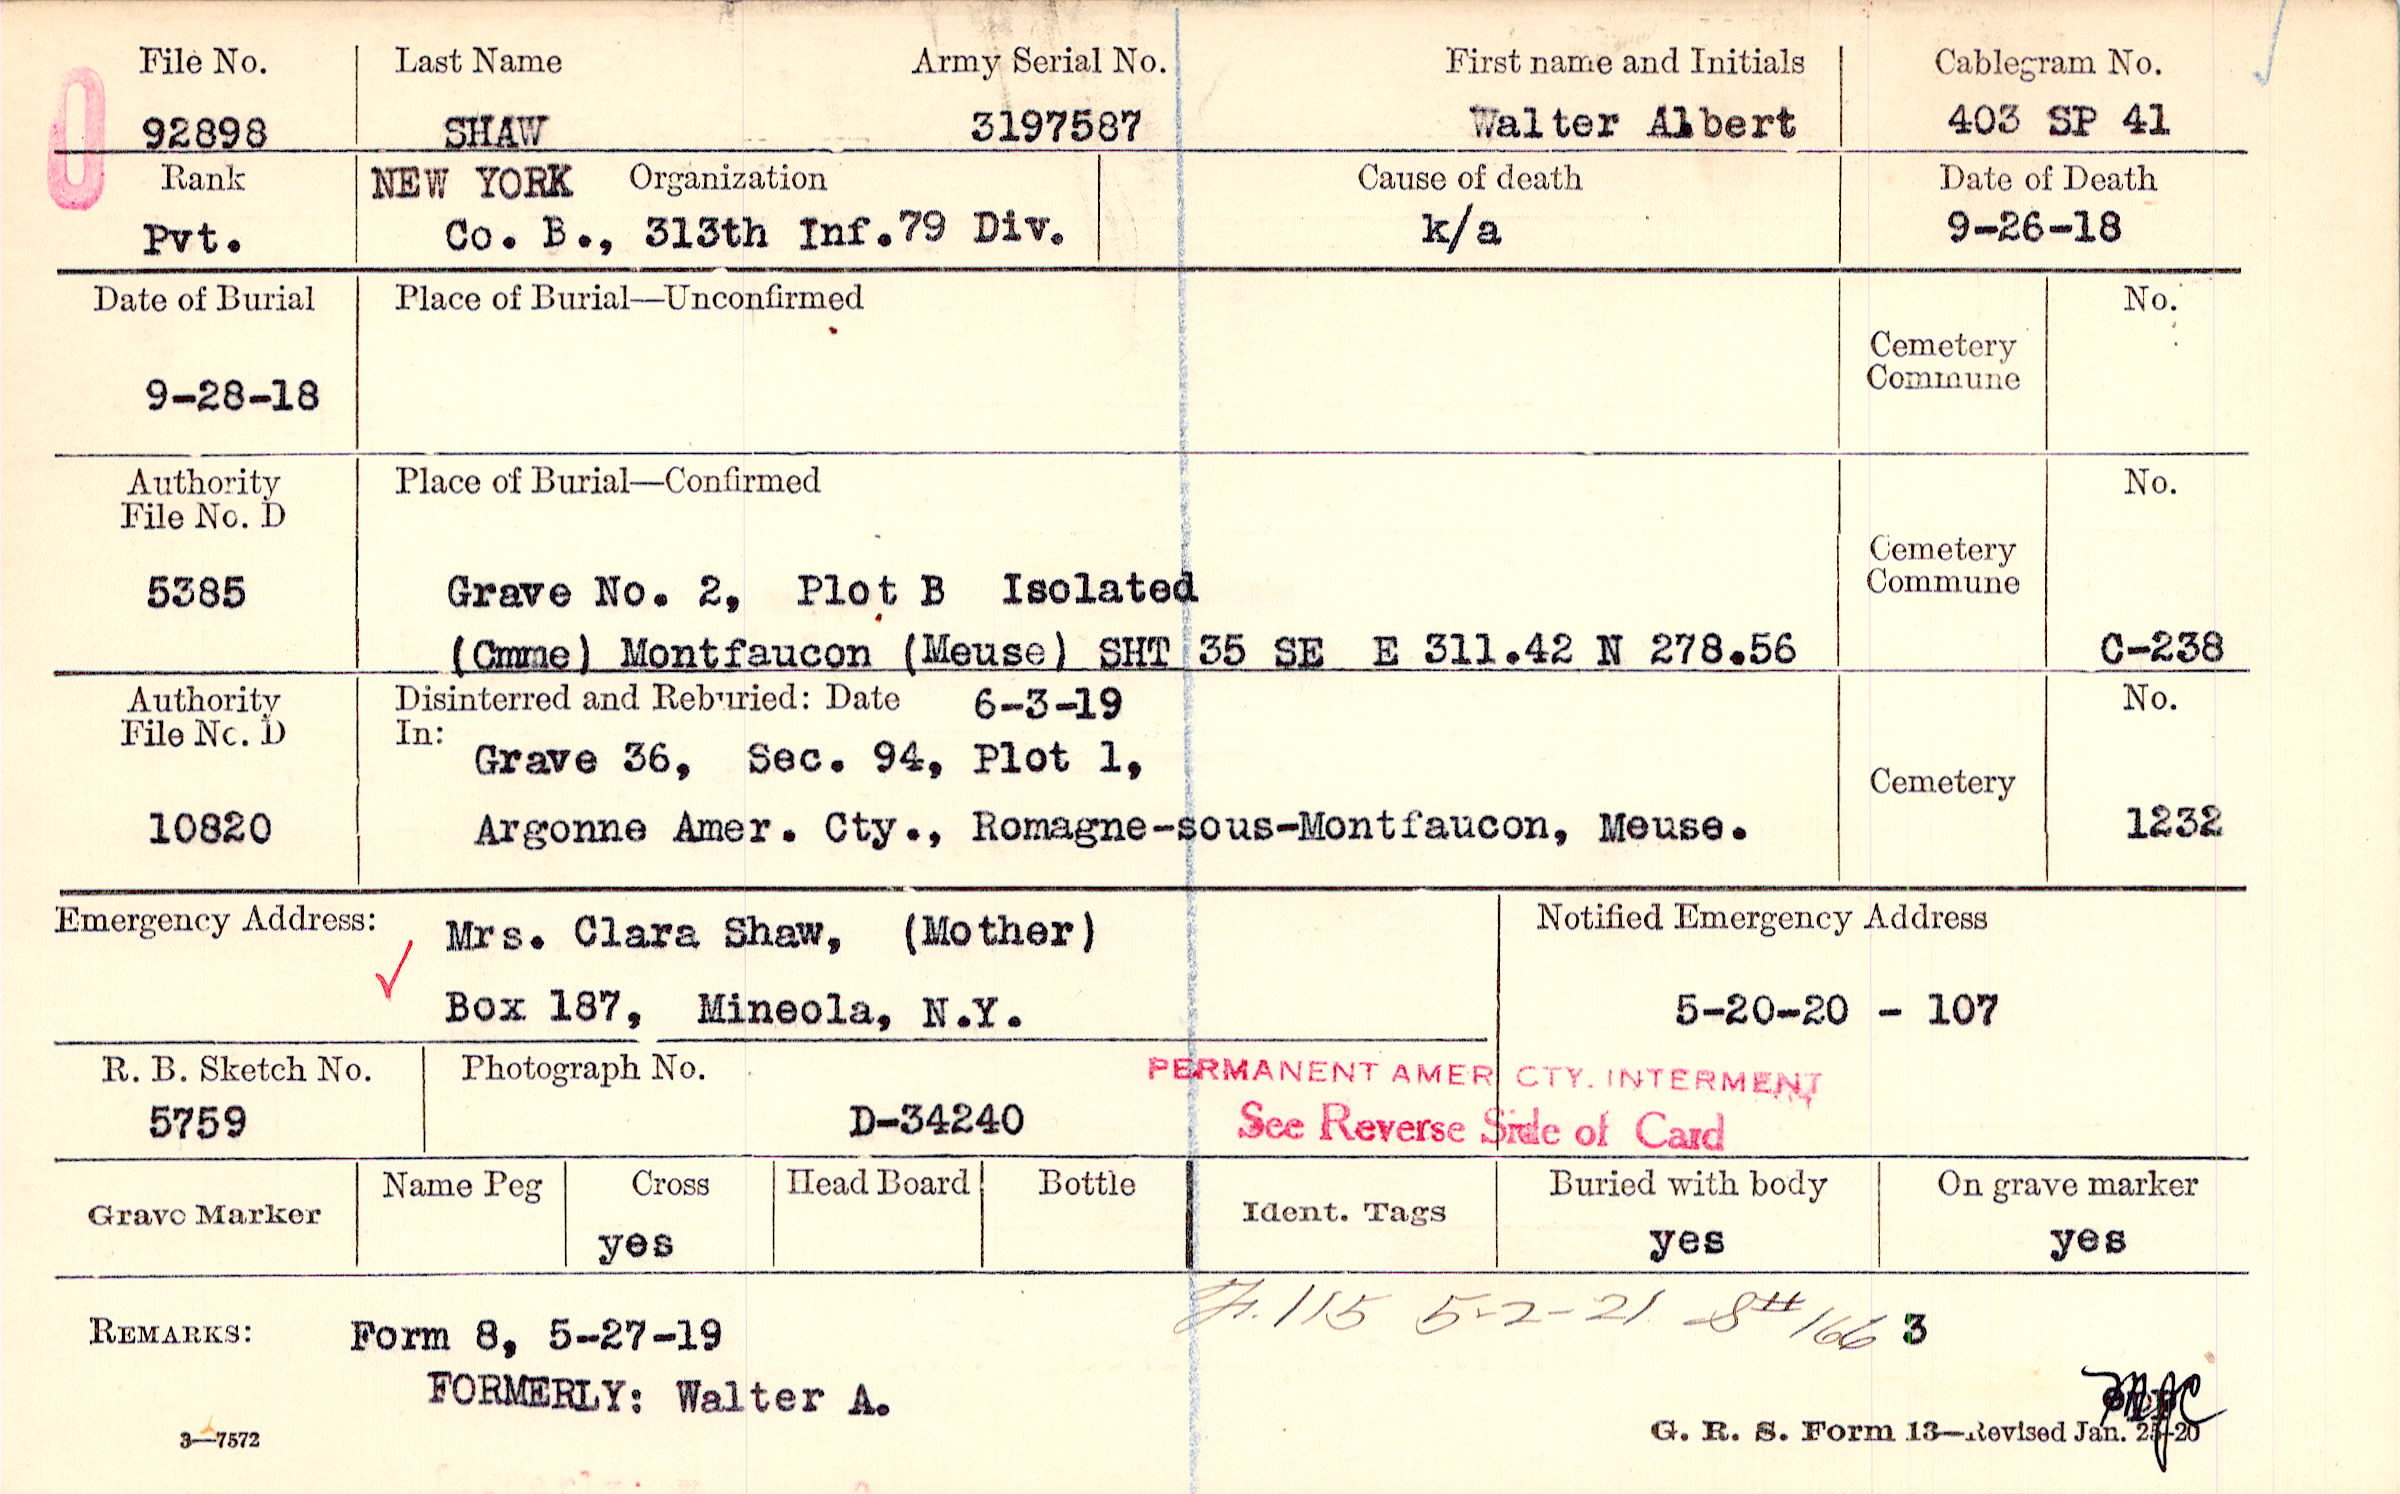 File No. Last Name Army Serial No. First name and Initials Cablegram No.
92898 SHAW 3197587 Walter Albert 403 SP 41
Rank NEW YORK Organization Cause of death Date of Death
Pvt. Co. B., 313th Inf.79 Div. k/a 9-26-18
Date of Burial Place of Burial—Unconfirmed No.
Cemetery
Commune
9-28-18
Authority Place of Burial—Confirmed No.
File No. D
Cemetery
Commune
5385 Grave No. 2, Plot B Isolated
(Cmme) Montfaucon (Meuse) SHT 35 SE E 311.42 N 278.56 C-238
Authority Disinterred and Reburied: Date 6-3-19 No.
File No. D In:
Grave 36, Sec. 94, Plot 1,
Cemetery
10820 Argonne Amer. Cty., Romagne-sous-Montfaucon, Meuse. 1232
Emergency Address: Mrs. Clara Shaw, (Mother) Notified Emergency Address
Box 187, Mineola, N.Y. 5-20-20 - 107
R. B. Sketch No. Photograph No. PERMANENT AMER CTY. INTERMENT
5759 D-34240 See Reverse Side of Card
Grave Marker Name Peg Cross Head Board Bottle Ident. Tags Buried with body On grave marker
yes yes yes
115 5-2-21 166 3
REMARKS: Form 8, 5-27-19
FORMERLY: Walter A.
3—7572 G. R. S. Form 13—Revised Jan. 25-20